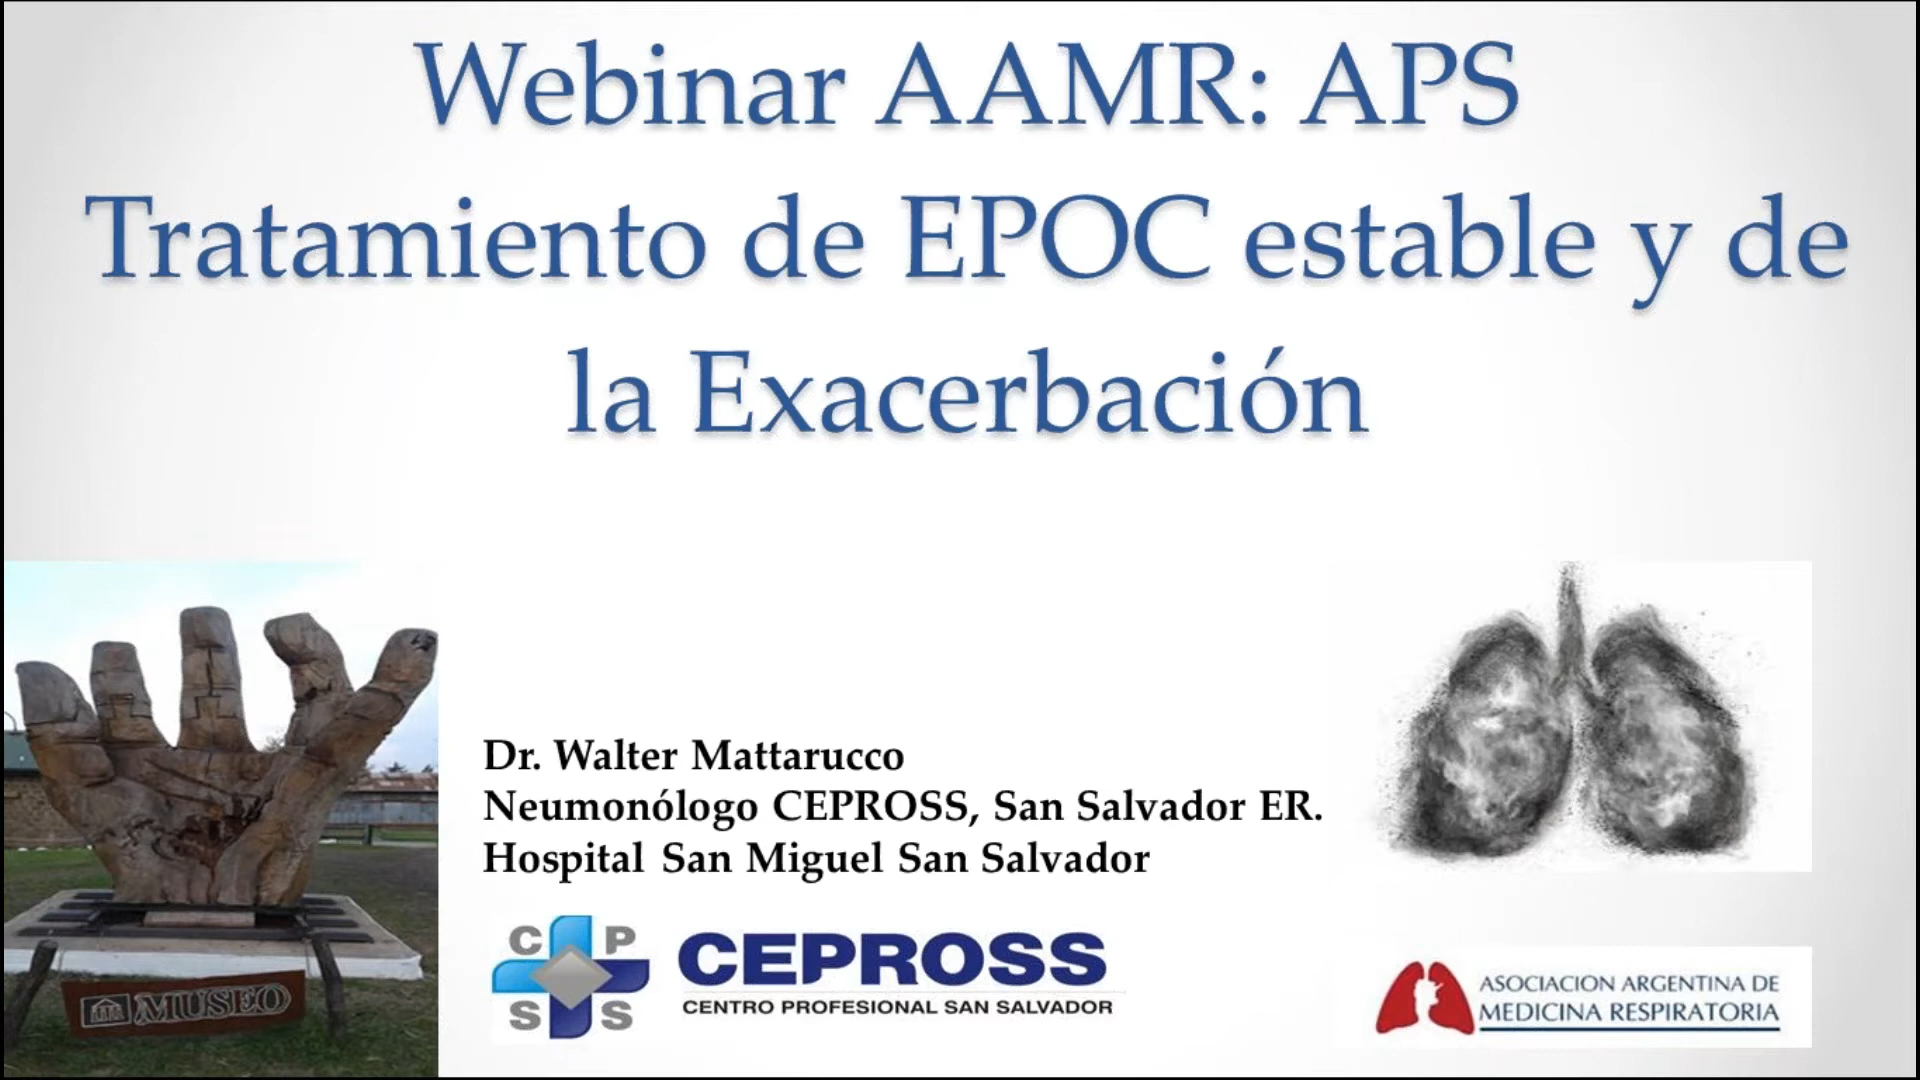 Webinar AAMR: APS
Tratamiento de EPOC estable y de
la Exacerbación
Dr. Walter Mattarucco
Neumonólogo CEPROSS, San Salvador ER.
Hospital San Miguel San Salvador
C P
S S
CEPROSS
CENTRO PROFESIONAL SAN SALVADOR
MUSEO
ASOCIACION ARGENTINA DE
MEDICINA RESPIRATORIA